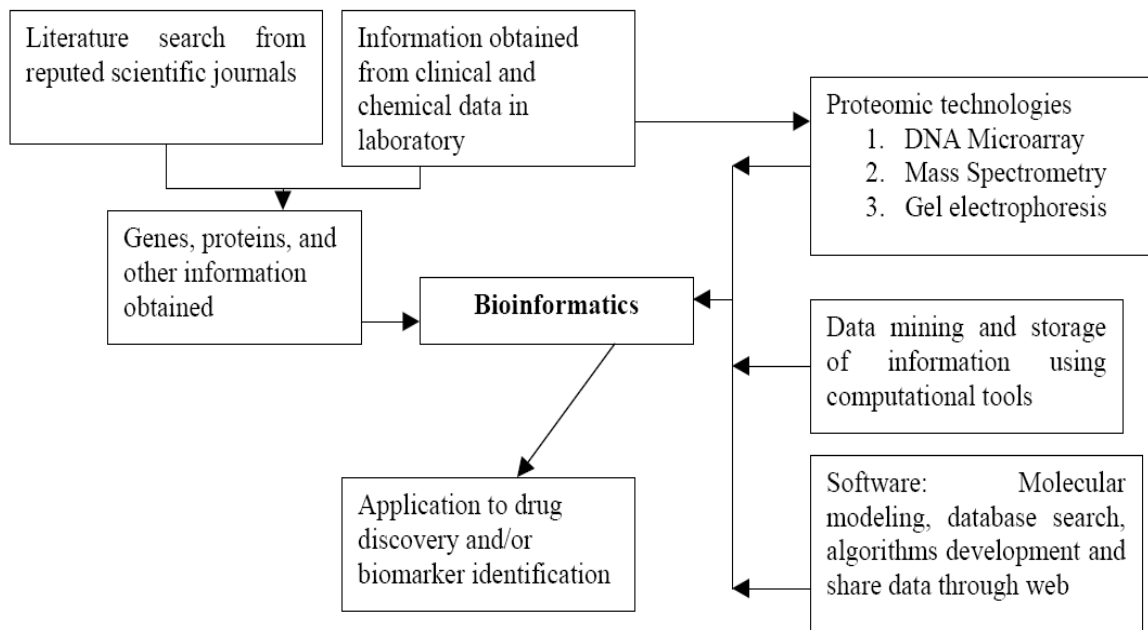 Literature search from
reputed scientific journals
Information obtained
from clinical and
chemical data in
laboratory
Proteomic technologies
1. DNA Microarray
2. Mass Spectrometry
3. Gel electrophoresis
Genes, proteins, and
other information
obtained
Bioinformatics
Data mining and storage
of information using
computational tools
Application to drug
discovery and/or
biomarker identification
Software: Molecular
modeling, database search,
algorithms development and
share data through web